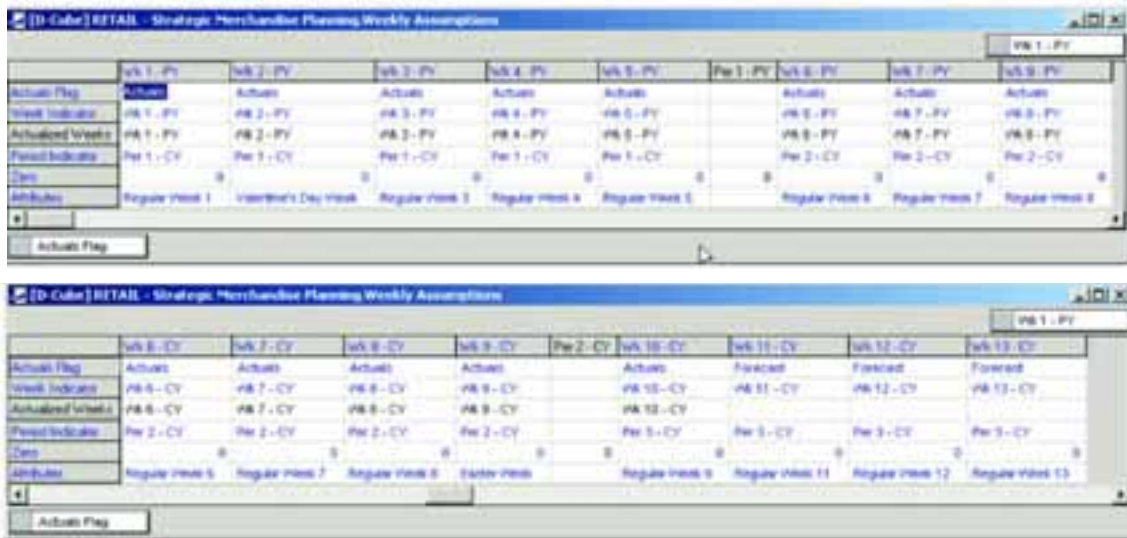 [D-Cube] RETAIL - Strategic Merchandise Planning Weekly Assumptions
Wk 1 - PY
Wk 1 - PY Wk 2 - PY Wk 3 - PY Wk 4 - PY Wk 5 - PY Per 1 - PY Wk 6 - PY Wk 7 - PY Wk 8 - PY
Actuals Flag Actuals Actuals Actuals Actuals Actuals Actuals Actuals Actuals
Week Indicator Wk 1 - PY Wk 2 - PY Wk 3 - PY Wk 4 - PY Wk 5 - PY Wk 6 - PY Wk 7 - PY Wk 8 - PY
Actualized Weeks Wk 1 - PY Wk 2 - PY Wk 3 - PY Wk 4 - PY Wk 5 - PY Wk 6 - PY Wk 7 - PY Wk 8 - PY
Period Indicator Per 1 - CY Per 1 - CY Per 1 - CY Per 1 - CY Per 1 - CY Per 2 - CY Per 2 - CY Per 2 - CY
Zero 0 0 0 0 0 0 0 0 0
Attributes Regular Week 1 Valentine's Day Week Regular Week 3 Regular Week 4 Regular Week 5 Regular Week 6 Regular Week 7 Regular Week 8
Actuals Flag
[D-Cube] RETAIL - Strategic Merchandise Planning Weekly Assumptions
Wk 1 - PY
Wk 6 - CY Wk 7 - CY Wk 8 - CY Wk 9 - CY Per 2 - CY Wk 10 - CY Wk 11 - CY Wk 12 - CY Wk 13 - CY
Actuals Flag Actuals Actuals Actuals Actuals Actuals Forecast Forecast Forecast
Week Indicator Wk 6 - CY Wk 7 - CY Wk 8 - CY Wk 9 - CY Wk 10 - CY Wk 11 - CY Wk 12 - CY Wk 13 - CY
Actualized Weeks Wk 6 - CY Wk 7 - CY Wk 8 - CY Wk 9 - CY Wk 10 - CY
Period Indicator Per 2 - CY Per 2 - CY Per 2 - CY Per 2 - CY Per 3 - CY Per 3 - CY Per 3 - CY Per 3 - CY
Zero 0 0 0 0 0 0 0 0 0
Attributes Regular Week Regular Week 7 Regular Week 8 Easter Week Regular Week Regular Week 11 Regular Week 12 Regular Week 13
Actuals Flag